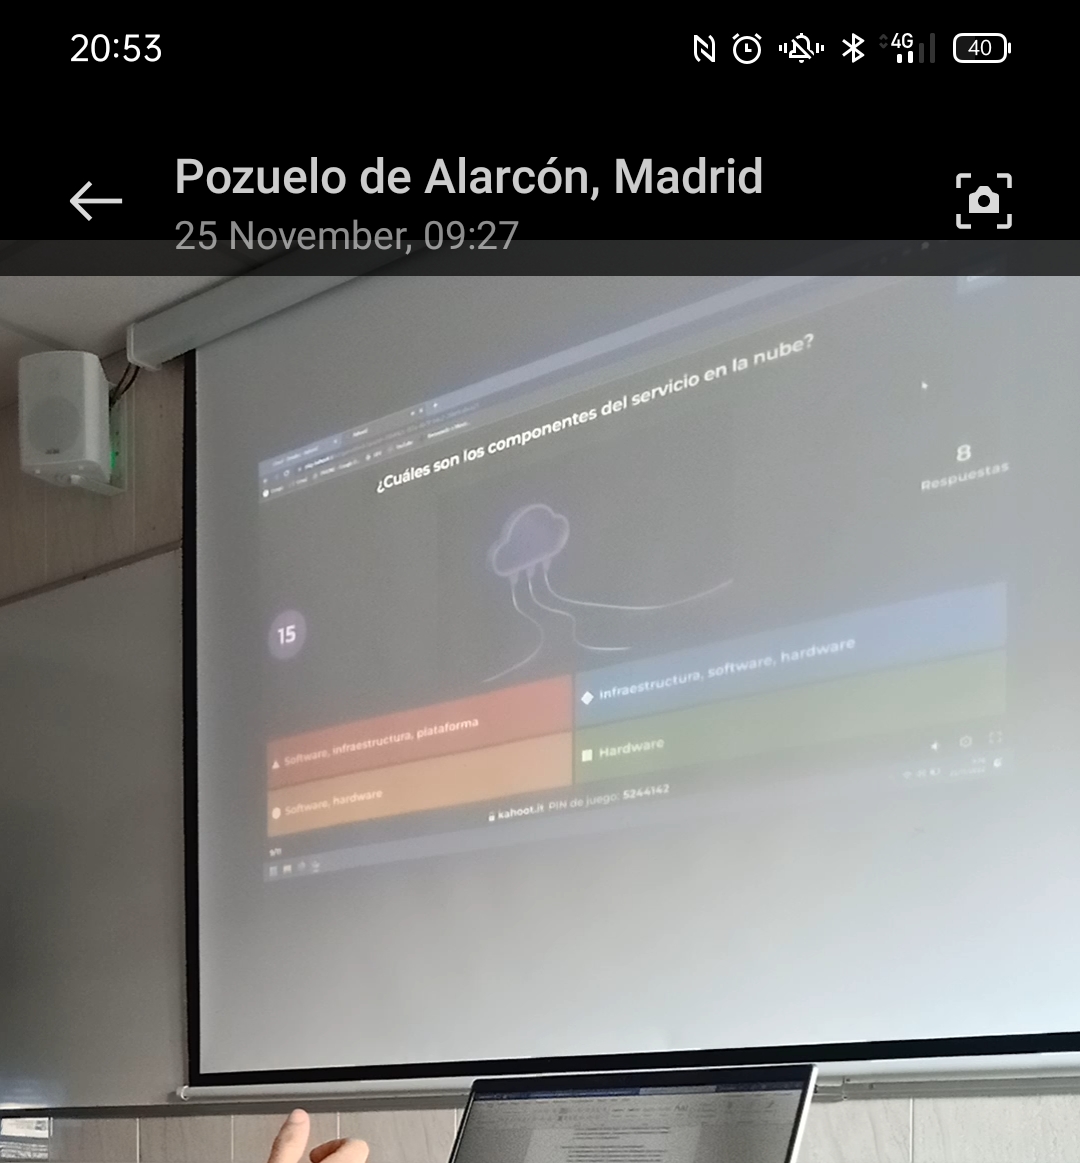 20:53
4G
40
Pozuelo de Alarcón, Madrid
25 November, 09:27
¿Cuáles son los componentes del servicio en la nube?
8
Respuestas
15
Software, infraestructura, plataforma
Infraestructura, software, hardware
Software, hardware
Hardware
kahoot.it PIN de juego: 5244142